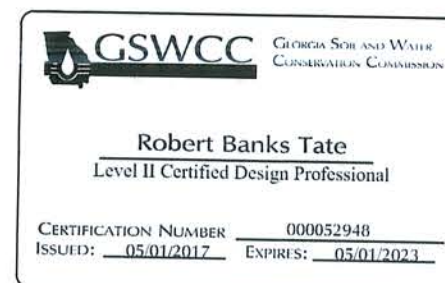 GSWCC
GEORGIA SOIL AND WATER
CONSERVATION COMMISSION
Robert Banks Tate
Level II Certified Design Professional
CERTIFICATION NUMBER 000052948
ISSUED: 05/01/2017 EXPIRES: 05/01/2023